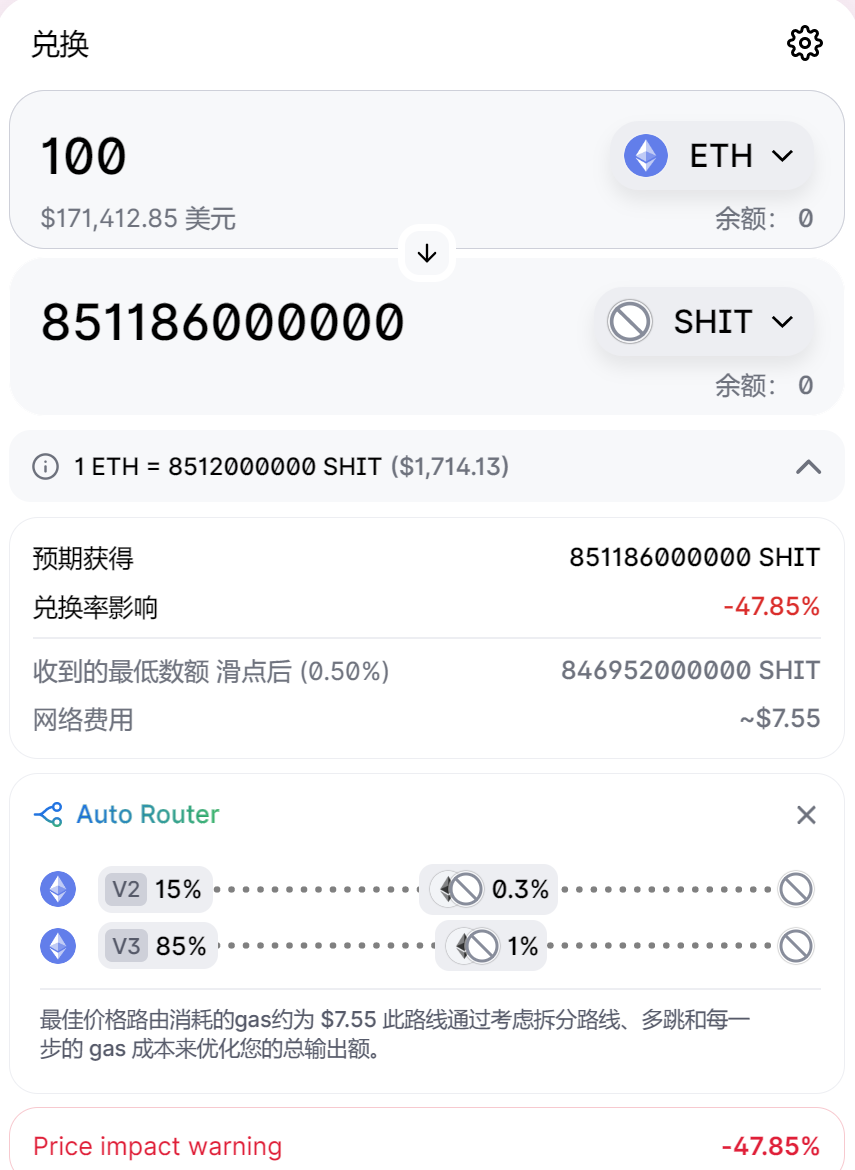 兑换
100
ETH
$171,412.85 美元
余额： 0
851186000000
SHIT
余额： 0
1 ETH = 8512000000 SHIT ($1,714.13)
预期获得 851186000000 SHIT
兑换率影响 -47.85%
收到的最低数额 滑点后 (0.50%) 846952000000 SHIT
网络费用 ~$7.55
Auto Router
V2 15% 0.3%
V3 85% 1%
最佳价格路由消耗的gas约为 $7.55 此路线通过考虑拆分路线、多跳和每一
步的 gas 成本来优化您的总输出额。
Price impact warning -47.85%